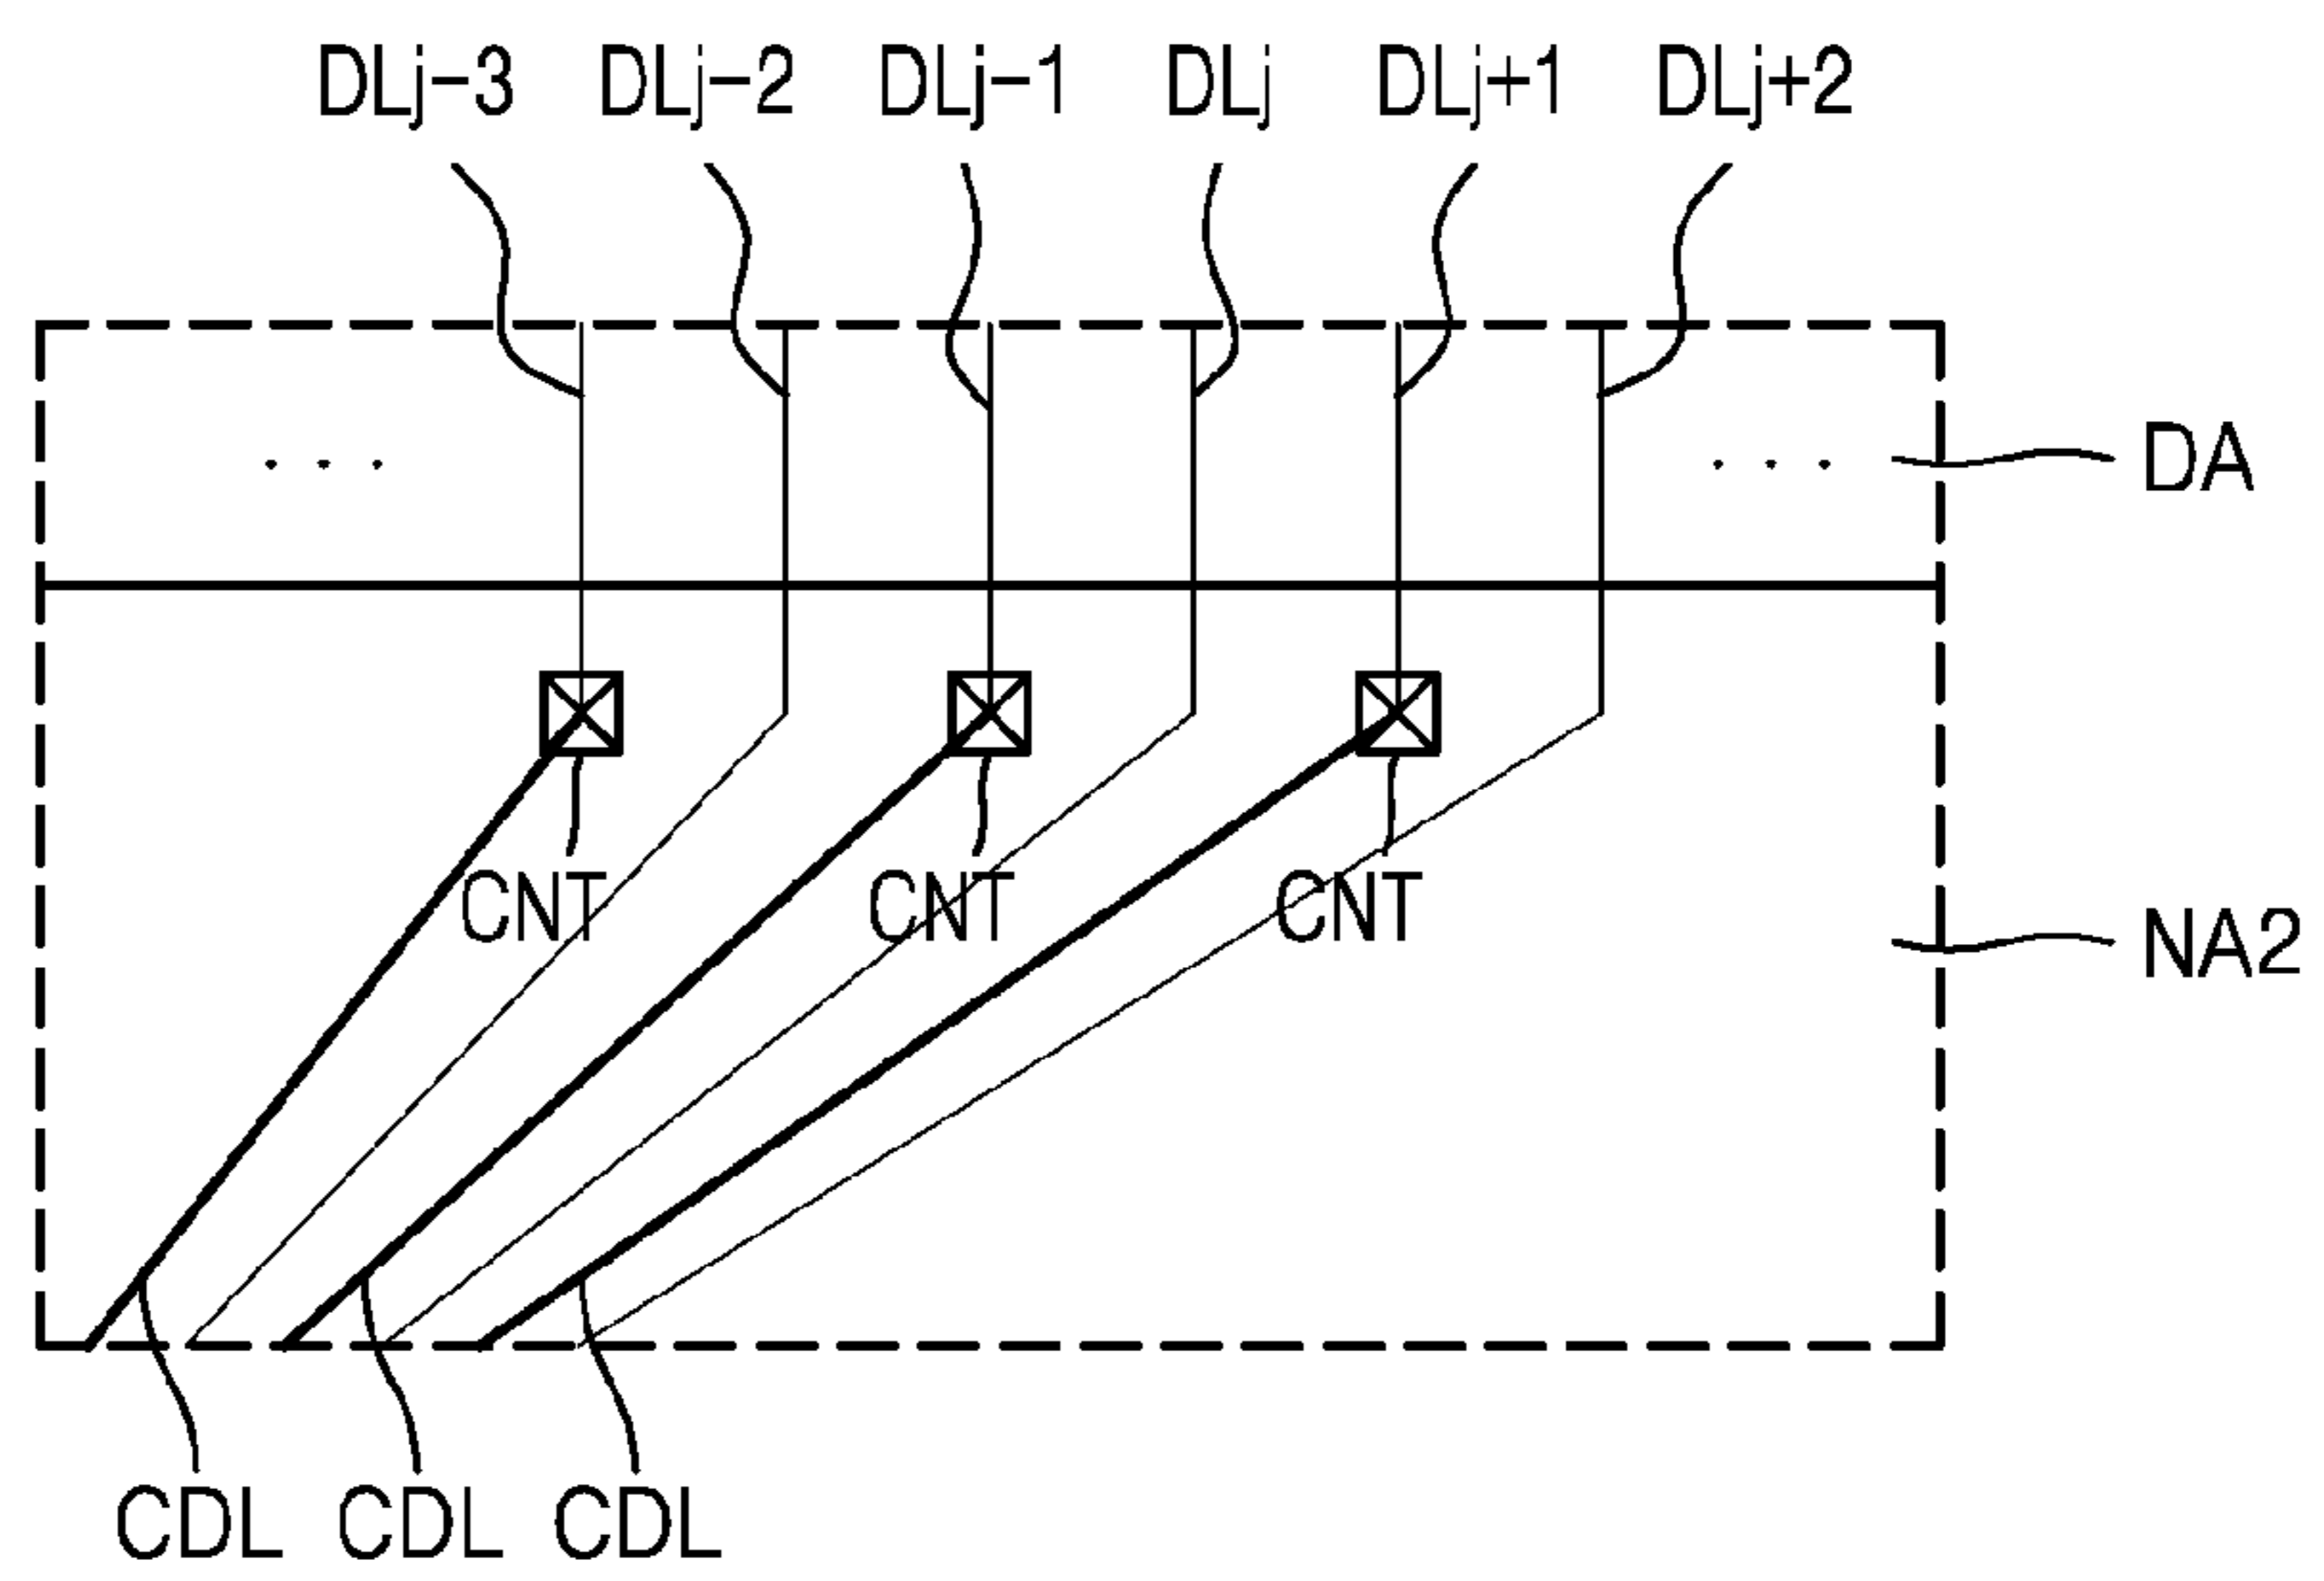 DLj-3 DLj-2 DLj-1 DLj DLj+1 DLj+2
. . . . . . DA
CNT CNT CNT NA2
CDL CDL CDL